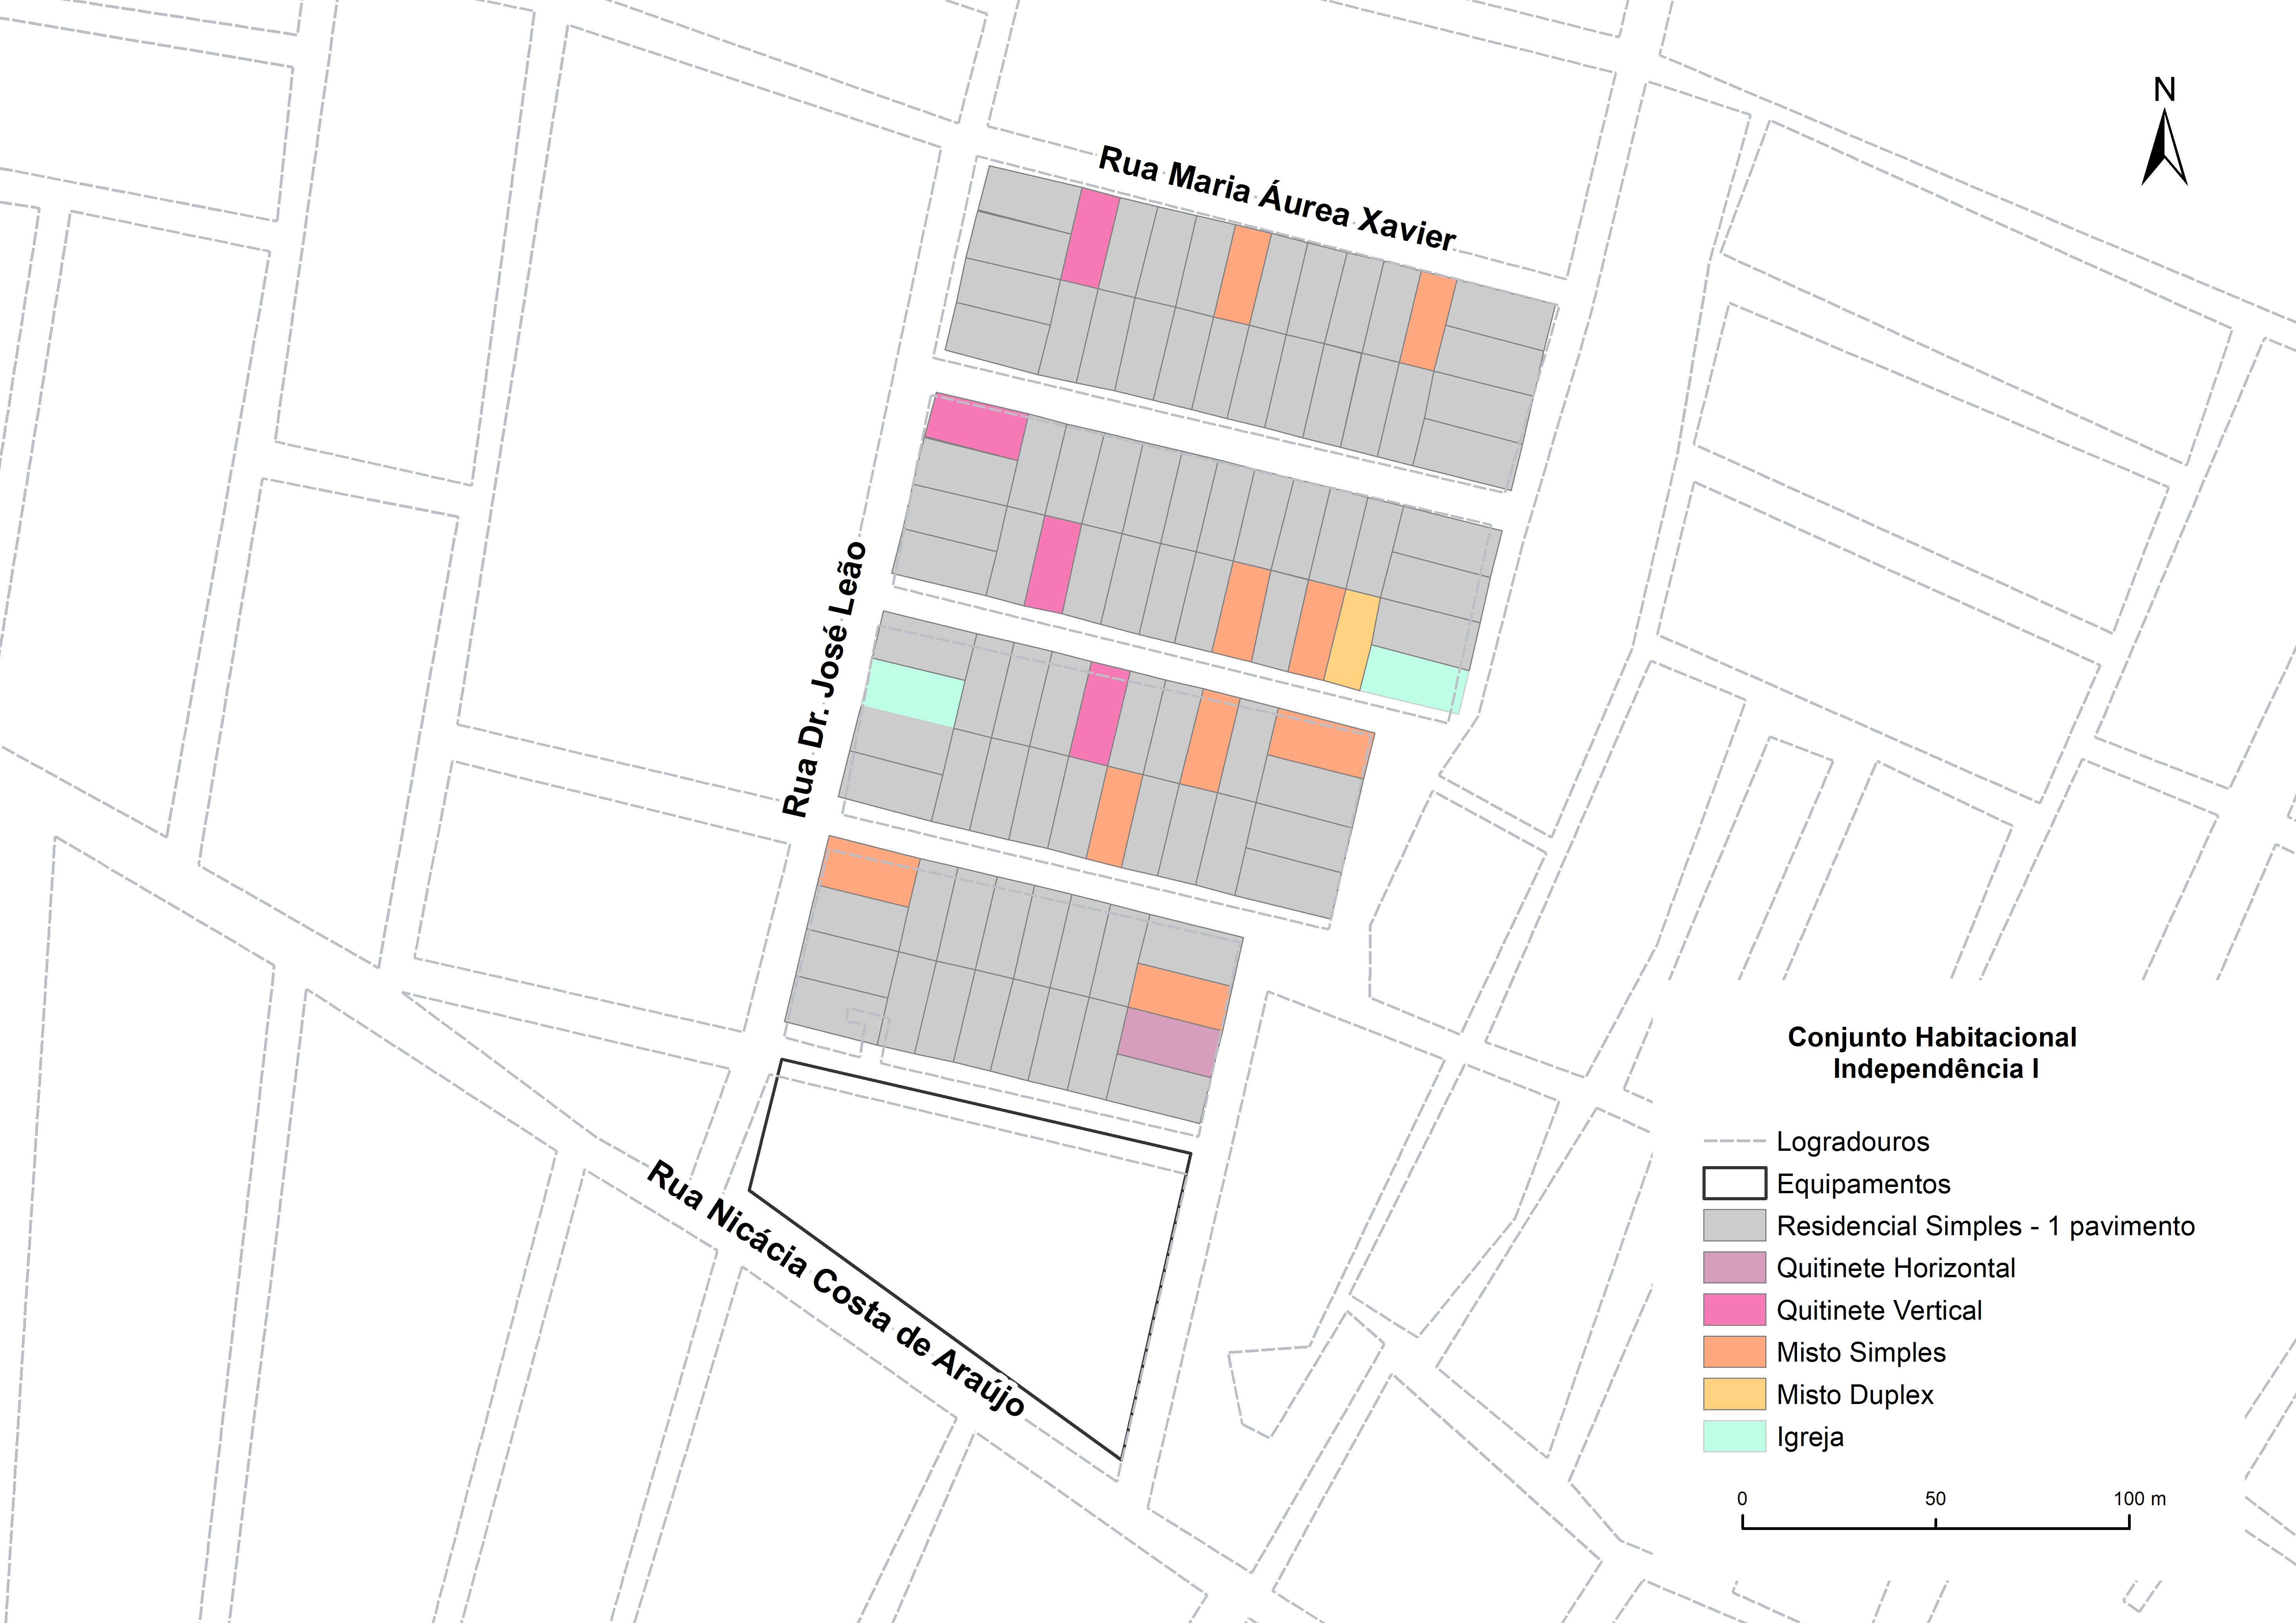 N
Rua Maria Áurea Xavier
Rua Dr. José Leão
Rua Nicácia Costa de Araújo
Conjunto Habitacional
Independência I
Logradouros
Equipamentos
Residencial Simples - 1 pavimento
Quitinete Horizontal
Quitinete Vertical
Misto Simples
Misto Duplex
Igreja
0 50 100 m